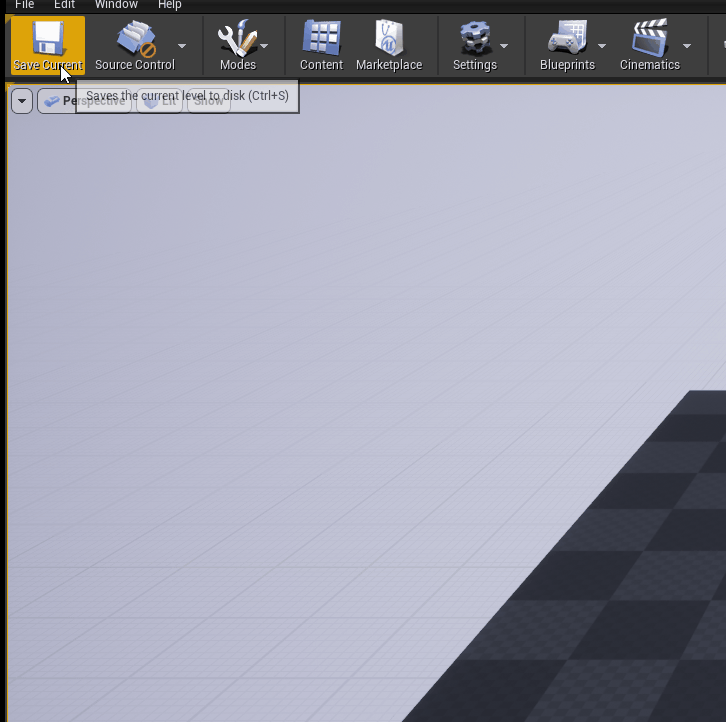 File Edit Window Help
Save Current Source Control Modes Content Marketplace Settings Blueprints Cinematics
Saves the current level to disk (Ctrl+S)
Perspective Lit Show